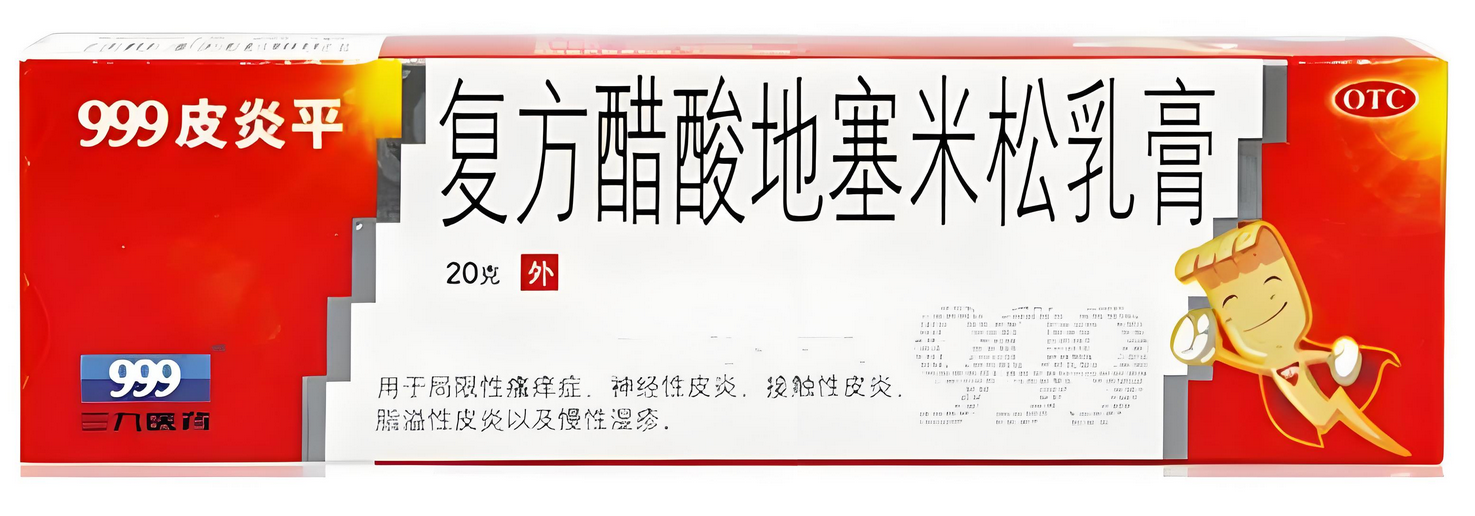 999皮炎平
复方醋酸地塞米松乳膏
OTC
20克 外
999
三九医药
用于局限性瘙痒症、神经性皮炎、接触性皮炎、
脂溢性皮炎以及慢性湿疹。